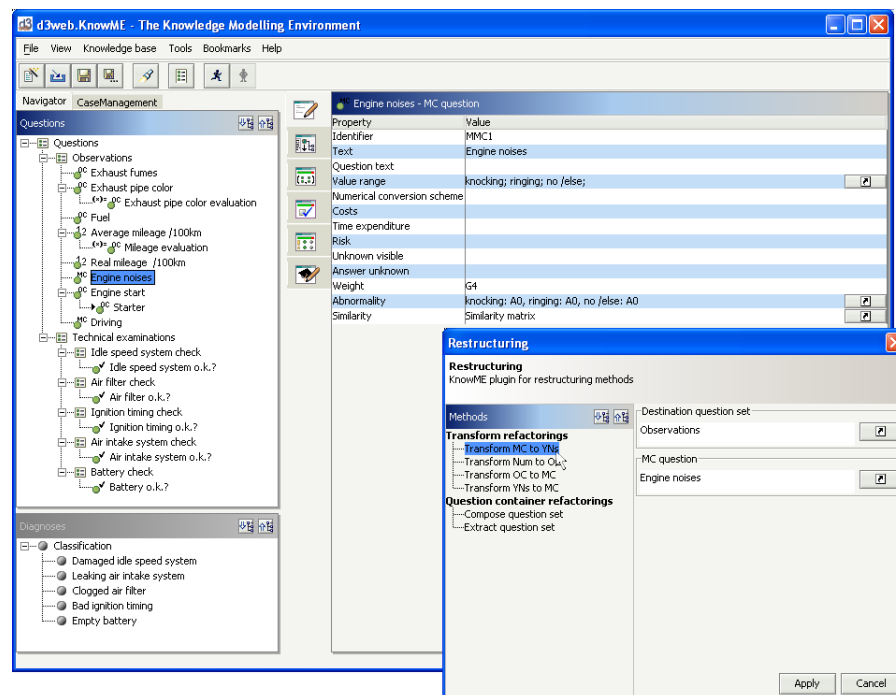 d3web.KnowME - The Knowledge Modelling Environment
File View Knowledge base Tools Bookmarks Help
Navigator CaseManagement
Questions
Questions
Observations
Exhaust fumes
Exhaust pipe color
Exhaust pipe color evaluation
Fuel
Average mileage /100km
Mileage evaluation
Real mileage /100km
Engine noises
Engine start
Starter
Driving
Technical examinations
Idle speed system check
Idle speed system o.k.?
Air filter check
Air filter o.k.?
Ignition timing check
Ignition timing o.k.?
Air intake system check
Air intake system o.k.?
Battery check
Battery o.k.?
Diagnoses
Classification
Damaged idle speed system
Leaking air intake system
Clogged air filter
Bad ignition timing
Empty battery
Engine noises - MC question
Property Value
Identifier MMC1
Text Engine noises
Question text
Value range knocking; ringing; no /else;
Numerical conversion scheme
Costs
Time expenditure
Risk
Unknown visible
Answer unknown
Weight G4
Abnormality knocking: A0, ringing: A0, no /else: A0
Similarity Similarity matrix
Restructuring
Restructuring
KnowME plugin for restructuring methods
Methods
Transform refactorings
Transform MC to YNs
Transform Num to
Transform OC to MC
Transform YNs to MC
Question container refactorings
Compose question set
Extract question set
Destination question set
Observations
MC question
Engine noises
Apply Cancel